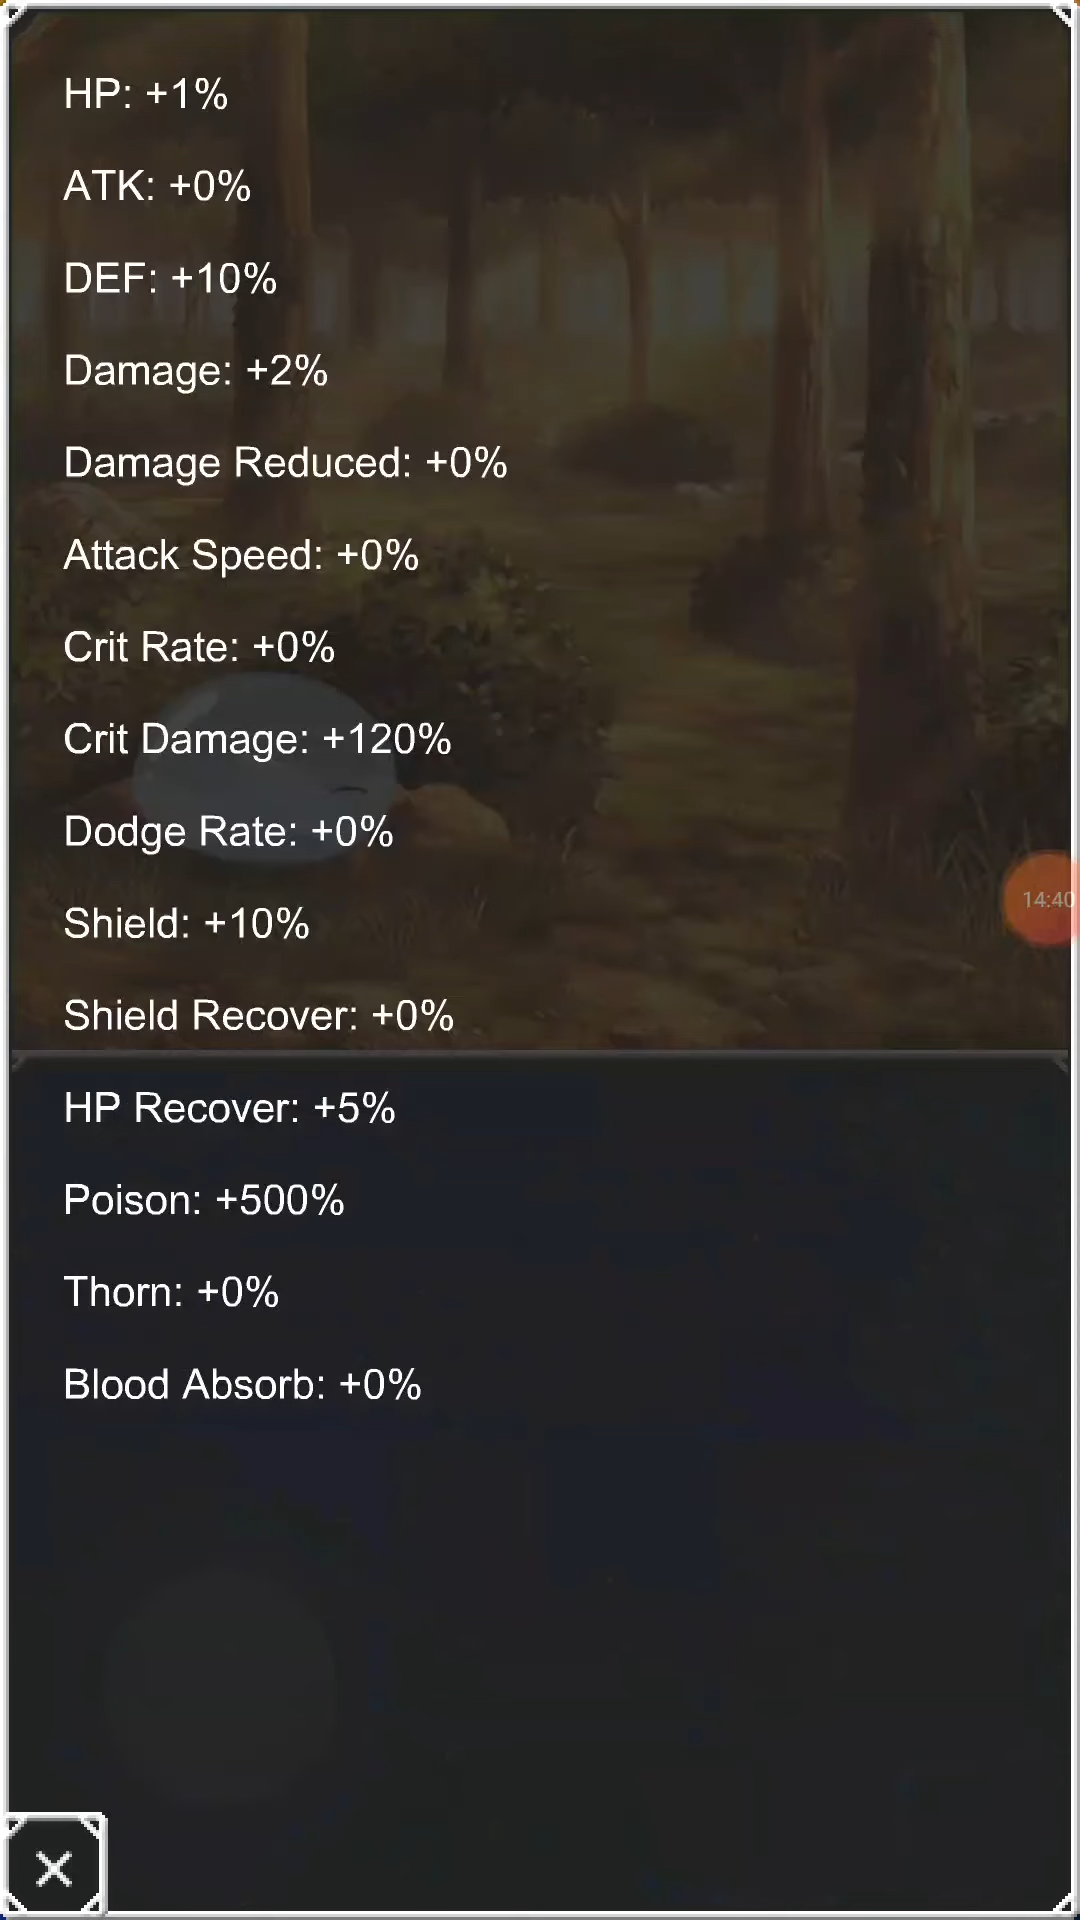 HP: +1%
ATK: +0%
DEF: +10%
Damage: +2%
Damage Reduced: +0%
Attack Speed: +0%
Crit Rate: +0%
Crit Damage: +120%
Dodge Rate: +0%
14:40
Shield: +10%
Shield Recover: +0%
HP Recover: +5%
Poison: +500%
Thorn: +0%
Blood Absorb: +0%